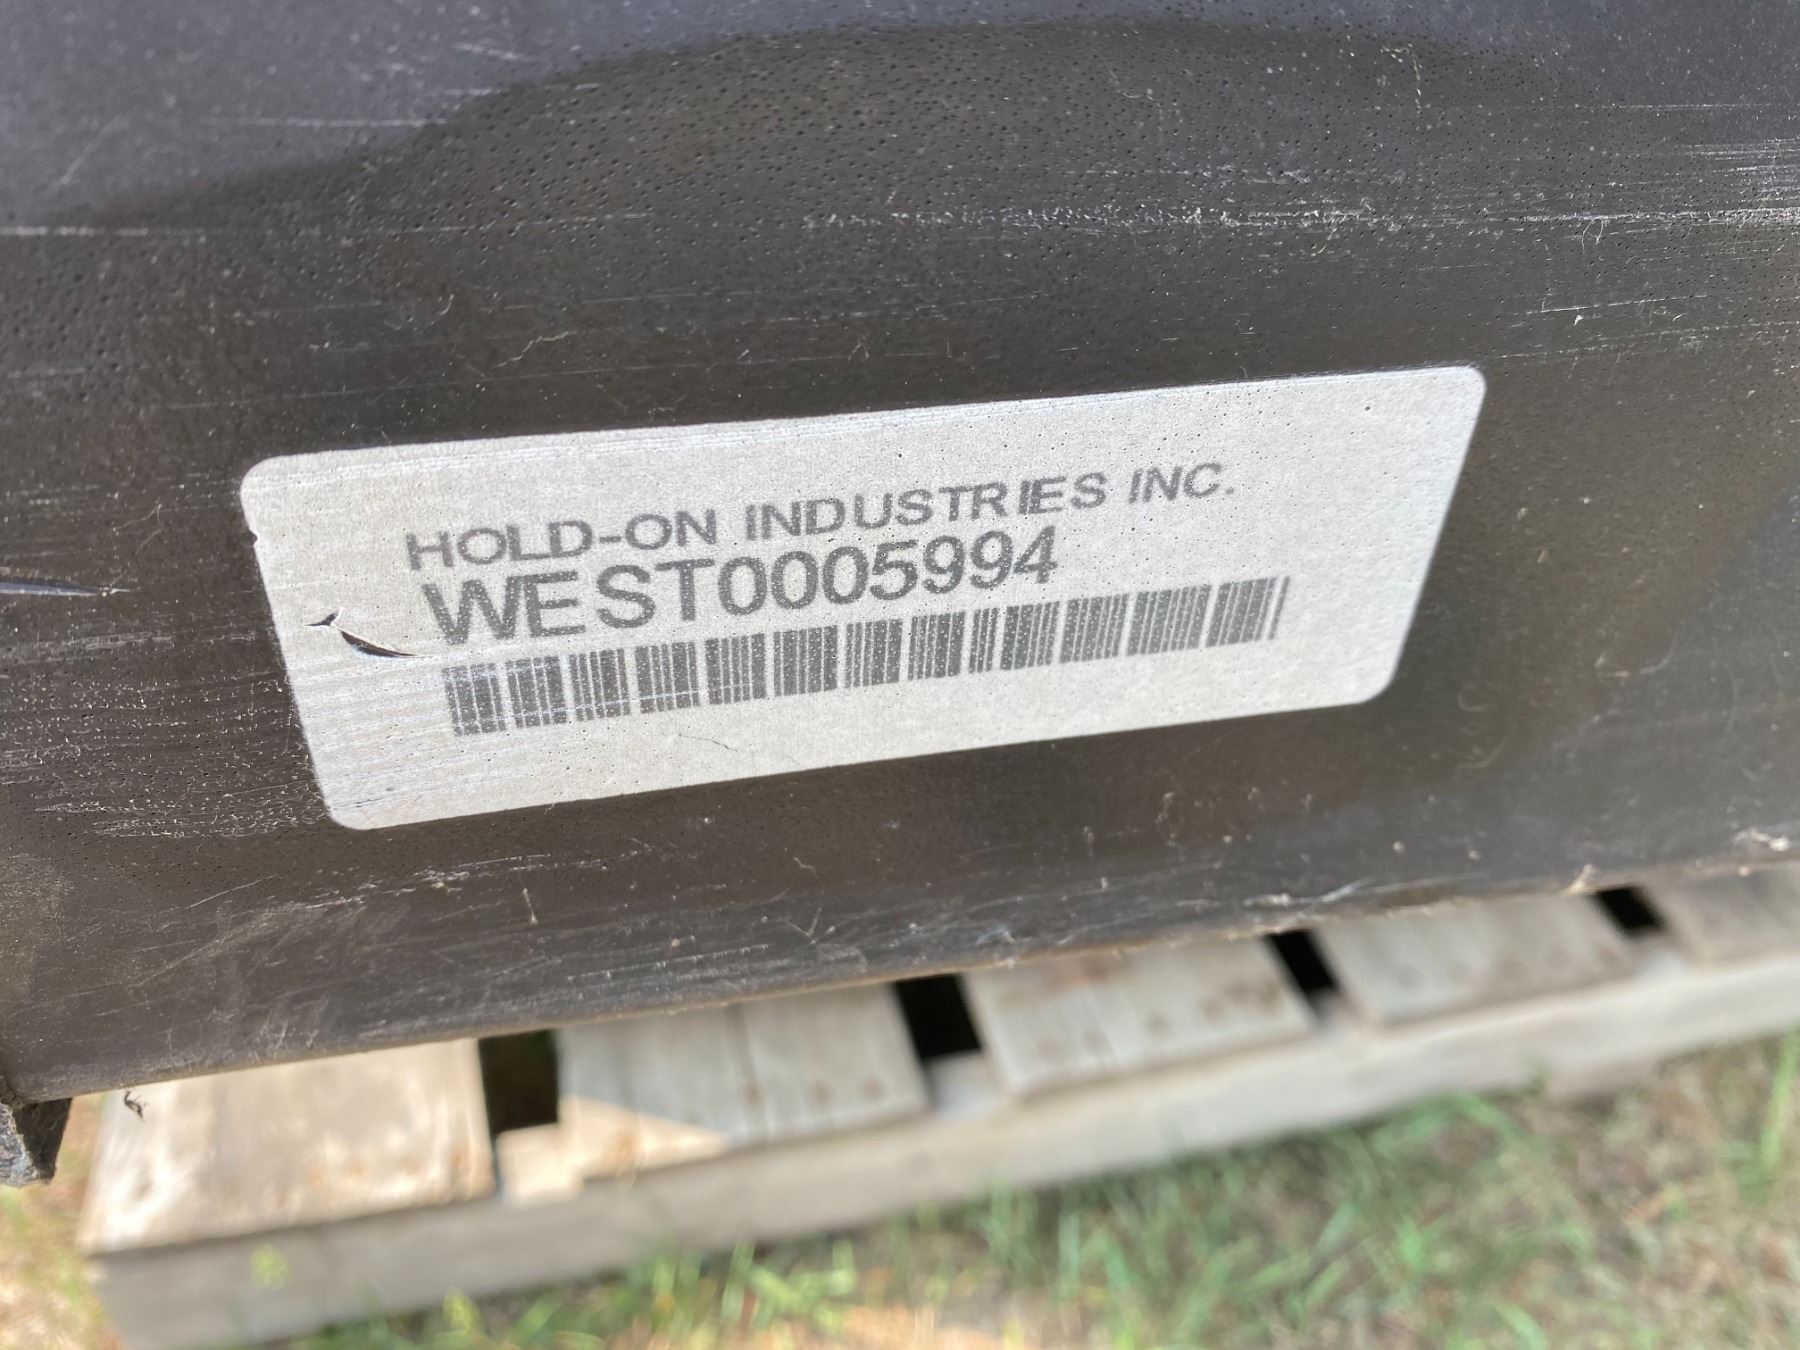 HOLD-ON INDUSTRIES INC.
WEST0005994